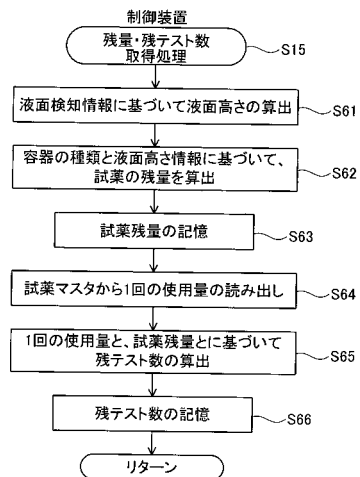 制御装置
残量・残テスト数
取得処理
S15
液面検知情報に基づいて液面高さの算出
S61
容器の種類と液面高さ情報に基づいて、
試薬の残量を算出
S62
試薬残量の記憶
S63
試薬マスタから1回の使用量の読み出し
S64
1回の使用量と、試薬残量とに基づいて
残テスト数の算出
S65
残テスト数の記憶
S66
リターン